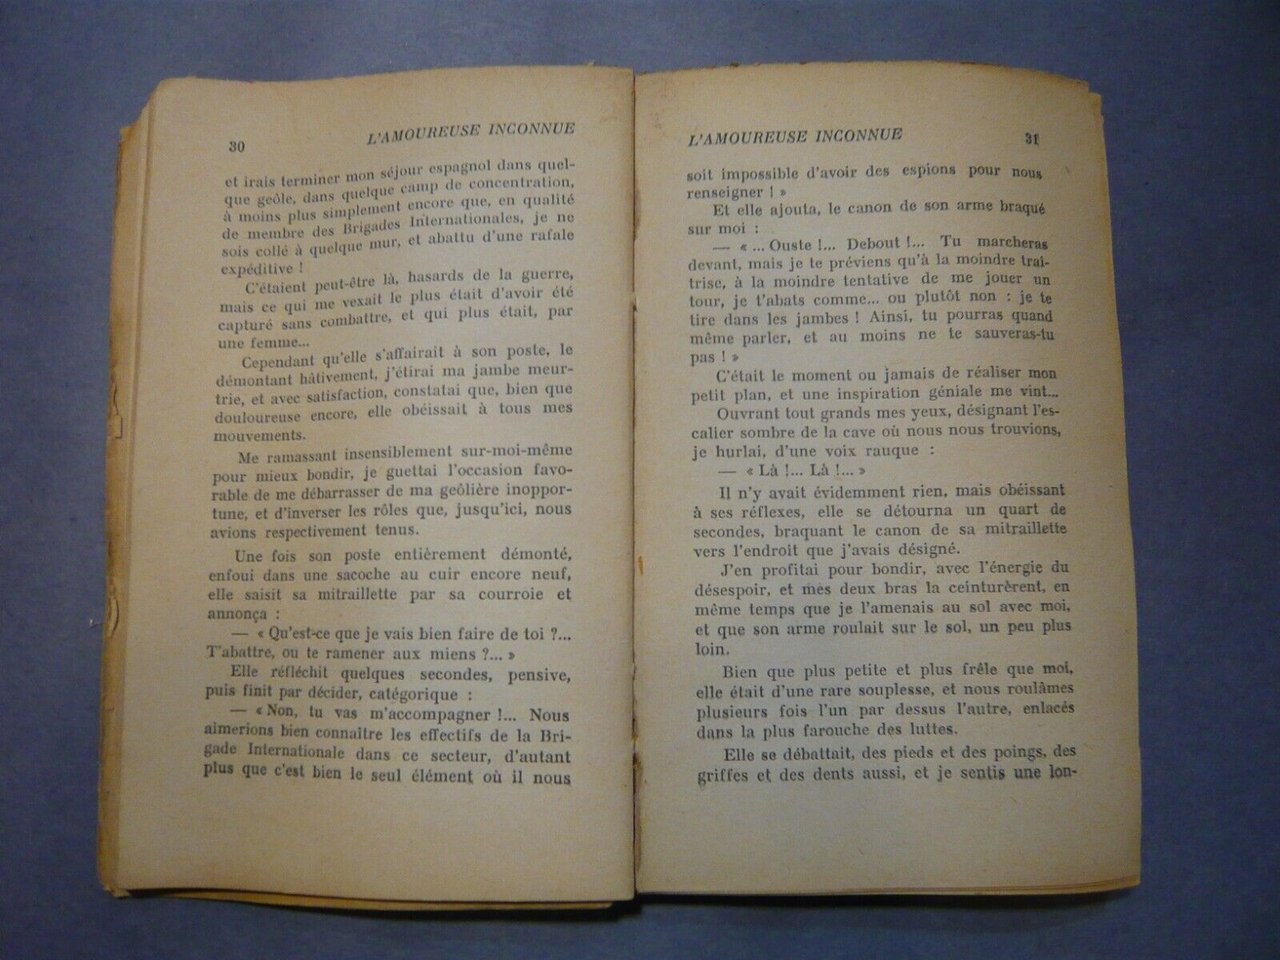 30
L'AMOUREUSE INCONNUE
et irais terminer mon séjour espagnol dans quel-
que geôle, dans quelque camp de concentration,
à moins plus simplement encore que, en qualité
de membre des Brigades Internationales, je ne
sois collé à quelque mur, et abattu d'une rafale
expéditive !
C'étaient peut-être là, hasards de la guerre,
mais ce qui me vexait le plus était d'avoir été
capturé sans combattre, et qui plus était, par
une femme...
Cependant qu'elle s'affairait à son poste, le
démontant hâtivement, j'étirai ma jambe meur-
trie, et avec satisfaction, constatai que, bien que
douloureuse encore, elle obéissait à tous mes
mouvements.
Me ramassant insensiblement sur-moi-même
pour mieux bondir, je guettai l'occasion favo-
rable de me débarrasser de ma geôlière inoppor-
tune, et d'inverser les rôles que, jusqu'ici, nous
avions respectivement tenus.
Une fois son poste entièrement démonté,
enfoui dans une sacoche au cuir encore neuf,
elle saisit sa mitraillette par sa courroie et
annonça :
— « Qu'est-ce que je vais bien faire de toi ?...
T'abattre, ou te ramener aux miens ?... »
Elle réfléchit quelques secondes, pensive,
puis finit par décider, catégorique :
— « Non, tu vas m'accompagner !... Nous
aimerions bien connaître les effectifs de la Bri-
gade Internationale dans ce secteur, d'autant
plus que c'est bien le seul élément où il nous
L'AMOUREUSE INCONNUE
31
soit impossible d'avoir des espions pour nous
renseigner ! »
Et elle ajouta, le canon de son arme braqué
sur moi :
— « ... Ouste !... Debout !... Tu marcheras
devant, mais je te préviens qu'à la moindre traî-
trise, à la moindre tentative de me jouer un
tour, je t'abats comme... ou plutôt non : je te
tire dans les jambes ! Ainsi, tu pourras quand
même parler, et au moins ne te sauveras-tu
pas ! »
C'était le moment ou jamais de réaliser mon
petit plan, et une inspiration géniale me vint...
Ouvrant tout grands mes yeux, désignant l'es-
calier sombre de la cave où nous nous trouvions,
je hurlai, d'une voix rauque :
— « Là !... Là !... »
Il n'y avait évidemment rien, mais obéissant
à ses réflexes, elle se détourna un quart de
secondes, braquant le canon de sa mitraillette
vers l'endroit que j'avais désigné.
J'en profitai pour bondir, avec l'énergie du
désespoir, et mes deux bras la ceinturèrent, en
même temps que je l'amenais au sol avec moi,
et que son arme roulait sur le sol, un peu plus
loin.
Bien que plus petite et plus frêle que moi,
elle était d'une rare souplesse, et nous roulâmes
plusieurs fois l'un par dessus l'autre, enlacés
dans la plus farouche des luttes.
Elle se débattait, des pieds et des poings, des
griffes et des dents aussi, et je sentis une lon-